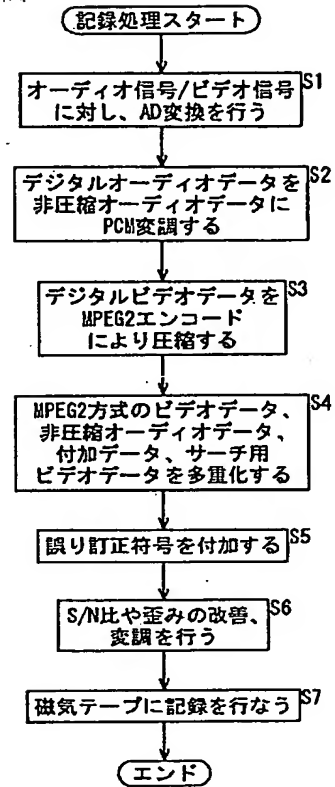 記録処理スタート
S1
オーディオ信号/ビデオ信号
に対し、AD変換を行う
S2
デジタルオーディオデータを
非圧縮オーディオデータに
PCM変調する
S3
デジタルビデオデータを
MPEG2エンコード
により圧縮する
S4
MPEG2方式のビデオデータ、
非圧縮オーディオデータ、
付加データ、サーチ用
ビデオデータを多重化する
S5
誤り訂正符号を付加する
S6
S/N比や歪みの改善、
変調を行う
S7
磁気テープに記録を行なう
エンド